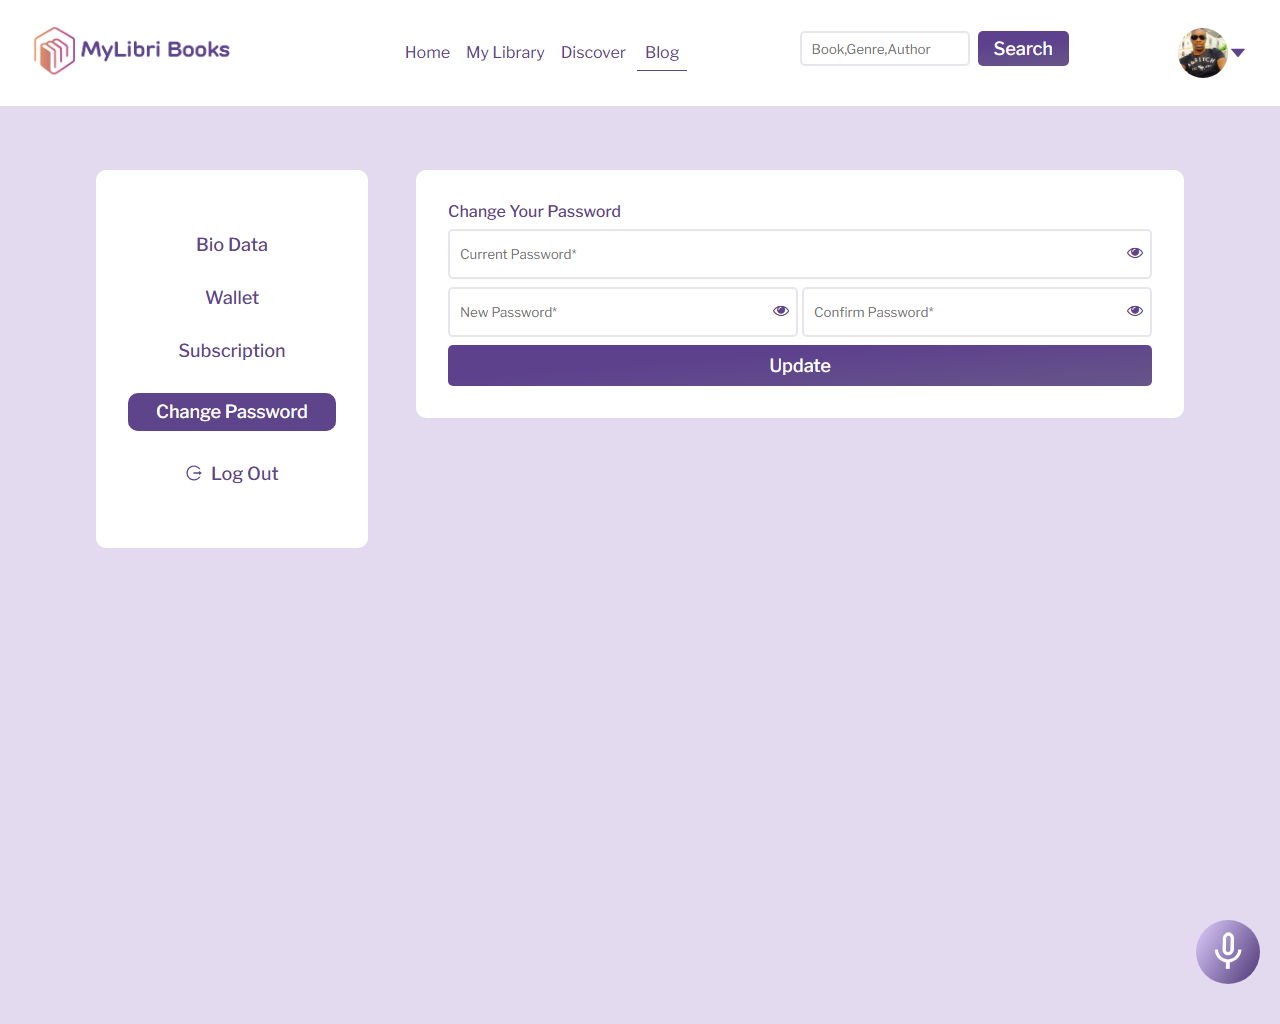 MyLibri Books
Home
My Library
Discover
Blog
Book,Genre,Author
Search
Bio Data
Wallet
Subscription
Change Password
Log Out
Change Your Password
Current Password*
New Password*
Confirm Password*
Update